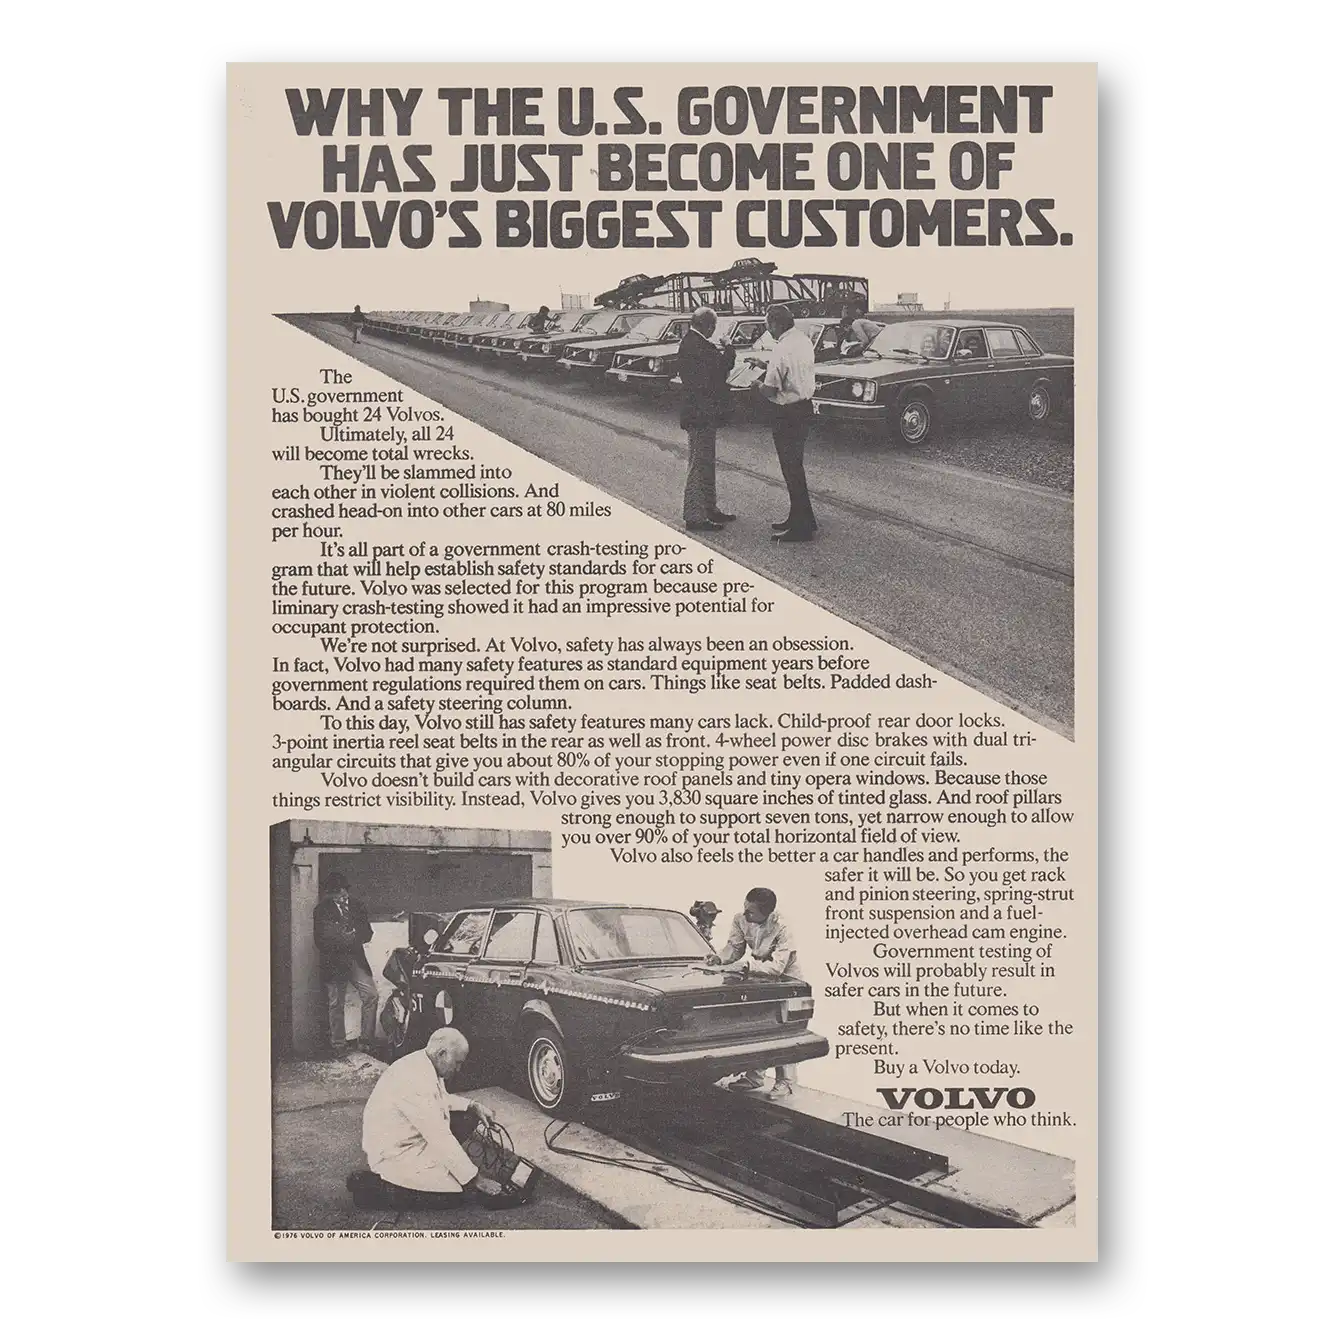 WHY THE U.S. GOVERNMENT
HAS JUST BECOME ONE OF
VOLVO'S BIGGEST CUSTOMERS.
The
U.S. government
has bought 24 Volvos.
Ultimately, all 24
will become total wrecks.
They'll be slammed into
each other in violent collisions. And
crashed head-on into other cars at 80 miles
per hour.
It's all part of a government crash-testing pro-
gram that will help establish safety standards for cars of
the future. Volvo was selected for this program because pre-
liminary crash-testing showed it had an impressive potential for
occupant protection.
We're not surprised. At Volvo, safety has always been an obsession.
In fact, Volvo had many safety features as standard equipment years before
government regulations required them on cars. Things like seat belts. Padded dash-
boards. And a safety steering column.
To this day, Volvo still has safety features many cars lack. Child-proof rear door locks.
3-point inertia reel seat belts in the rear as well as front. 4-wheel power disc brakes with dual tri-
angular circuits that give you about 80% of your stopping power even if one circuit fails.
Volvo doesn't build cars with decorative roof panels and tiny opera windows. Because those
things restrict visibility. Instead, Volvo gives you 3,830 square inches of tinted glass. And roof pillars
strong enough to support seven tons, yet narrow enough to allow
you over 90% of your total horizontal field of view.
Volvo also feels the better a car handles and performs, the
safer it will be. So you get rack
and pinion steering, spring-strut
front suspension and a fuel-
injected overhead cam engine.
Government testing of
Volvos will probably result in
safer cars in the future.
But when it comes to
safety, there's no time like the
present.
Buy a Volvo today.
VOLVO
The car for people who think.
ST
VOLVO
©1976 VOLVO OF AMERICA CORPORATION. LEASING AVAILABLE.